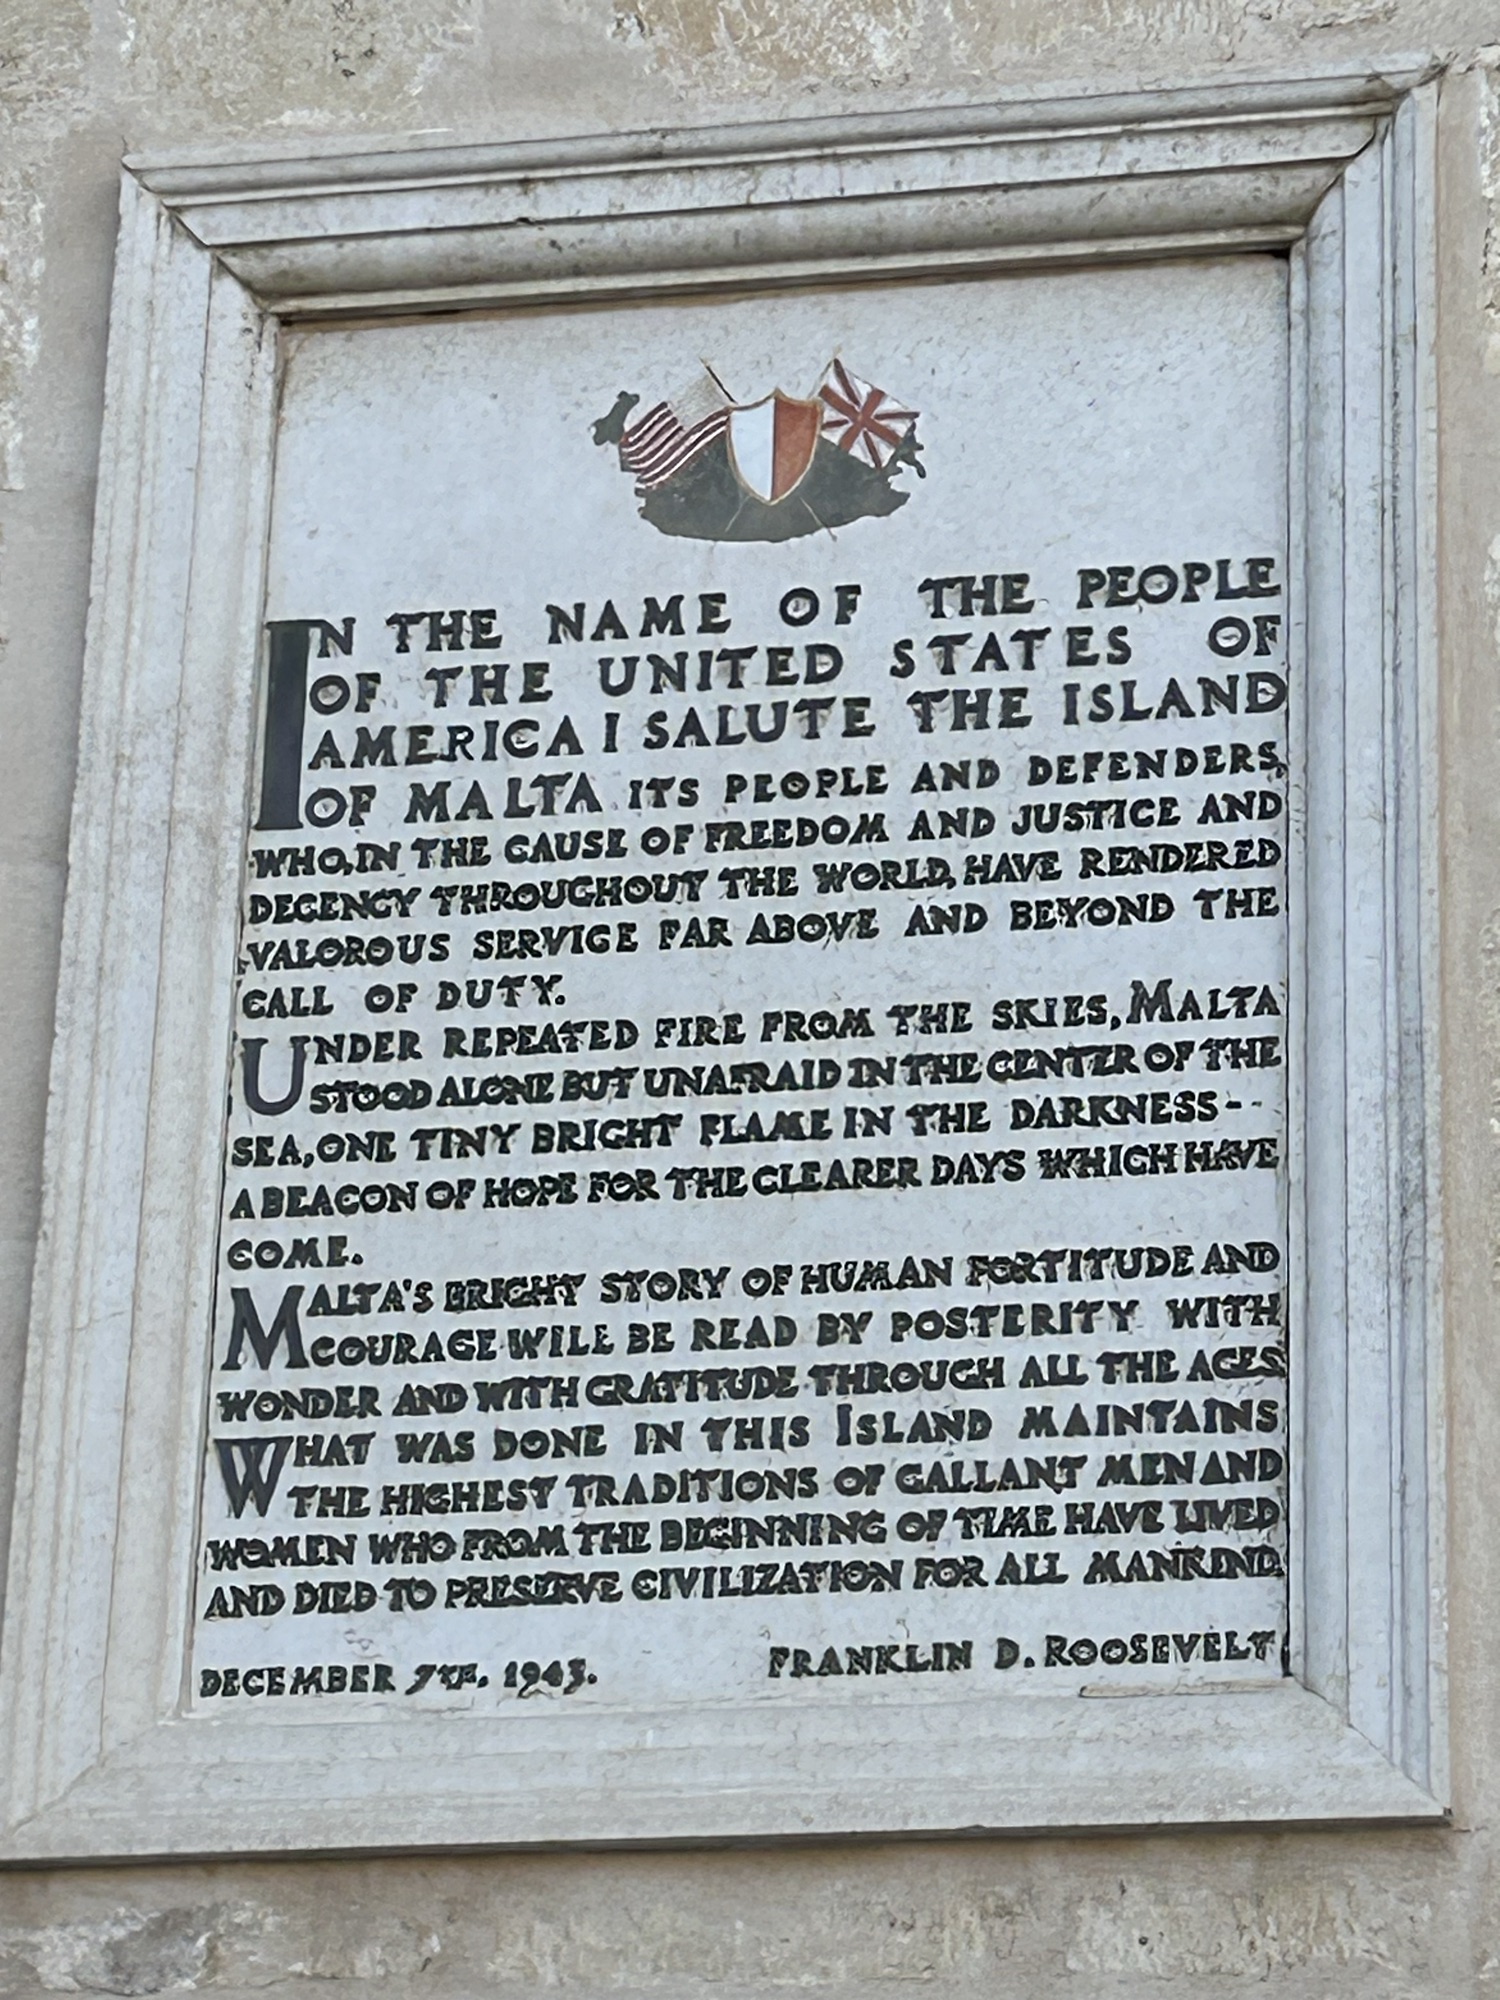 IN THE NAME OF THE PEOPLE
OF THE UNITED STATES OF
AMERICA I SALUTE THE ISLAND
OF MALTA ITS PEOPLE AND DEFENDERS,
WHO, IN THE CAUSE OF FREEDOM AND JUSTICE AND
DECENCY THROUGHOUT THE WORLD, HAVE RENDERED
VALOROUS SERVICE FAR ABOVE AND BEYOND THE
CALL OF DUTY.
UNDER REPEATED FIRE FROM THE SKIES, MALTA
STOOD ALONE BUT UNAFRAID IN THE CENTER OF THE
SEA, ONE TINY BRIGHT FLAME IN THE DARKNESS--
A BEACON OF HOPE FOR THE CLEARER DAYS WHICH HAVE
COME.
MALTA'S BRIGHT STORY OF HUMAN FORTITUDE AND
COURAGE WILL BE READ BY POSTERITY WITH
WONDER AND WITH GRATITUDE THROUGH ALL THE AGES
WHAT WAS DONE IN THIS ISLAND MAINTAINS
THE HIGHEST TRADITIONS OF GALLANT MEN AND
WOMEN WHO FROM THE BEGINNING OF TIME HAVE LIVED
AND DIED TO PRESERVE CIVILIZATION FOR ALL MANKIND.
DECEMBER 7TH. 1943. FRANKLIN D. ROOSEVELT